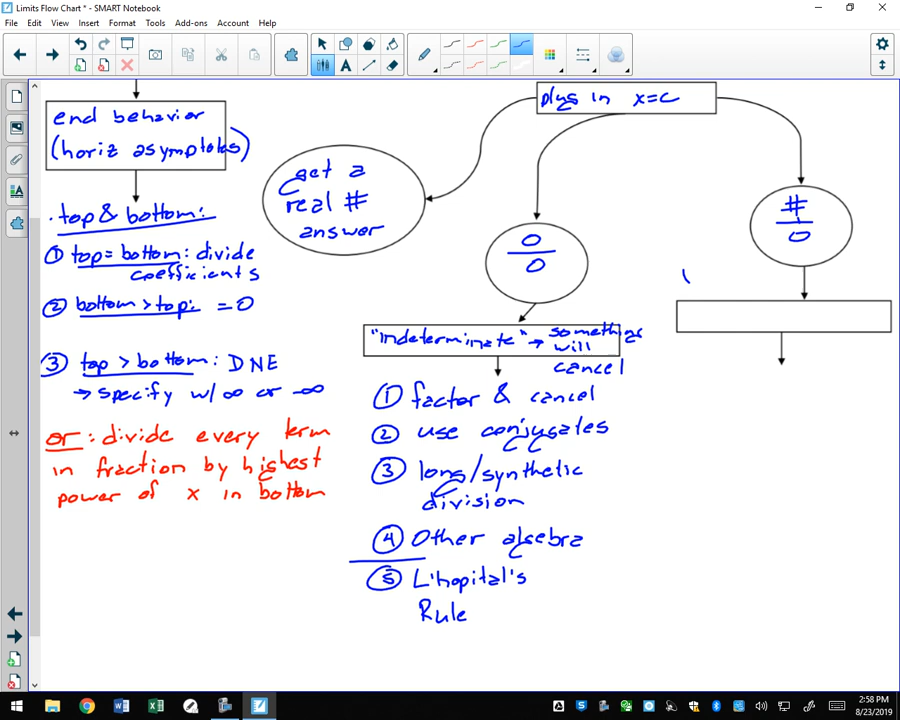 Limits Flow Chart * - SMART Notebook
File Edit View Insert Format Tools Add-ons Account Help
plug in x=c
end behavior
(horiz asymptotes)
get a
real #
answer
0
0
#
0
top & bottom:
① top=bottom: divide
coefficients
② bottom > top: = 0
③ top > bottom: DNE
→ specify w/ ∞ or -∞
or: divide every term
in fraction by highest
power of x in bottom
"indeterminate" → somethings
will
cancel
① factor & cancel
② use conjugates
③ long/synthetic
division
④ Other algebra
⑤ L'hopital's
Rule
2:58 PM
8/23/2019